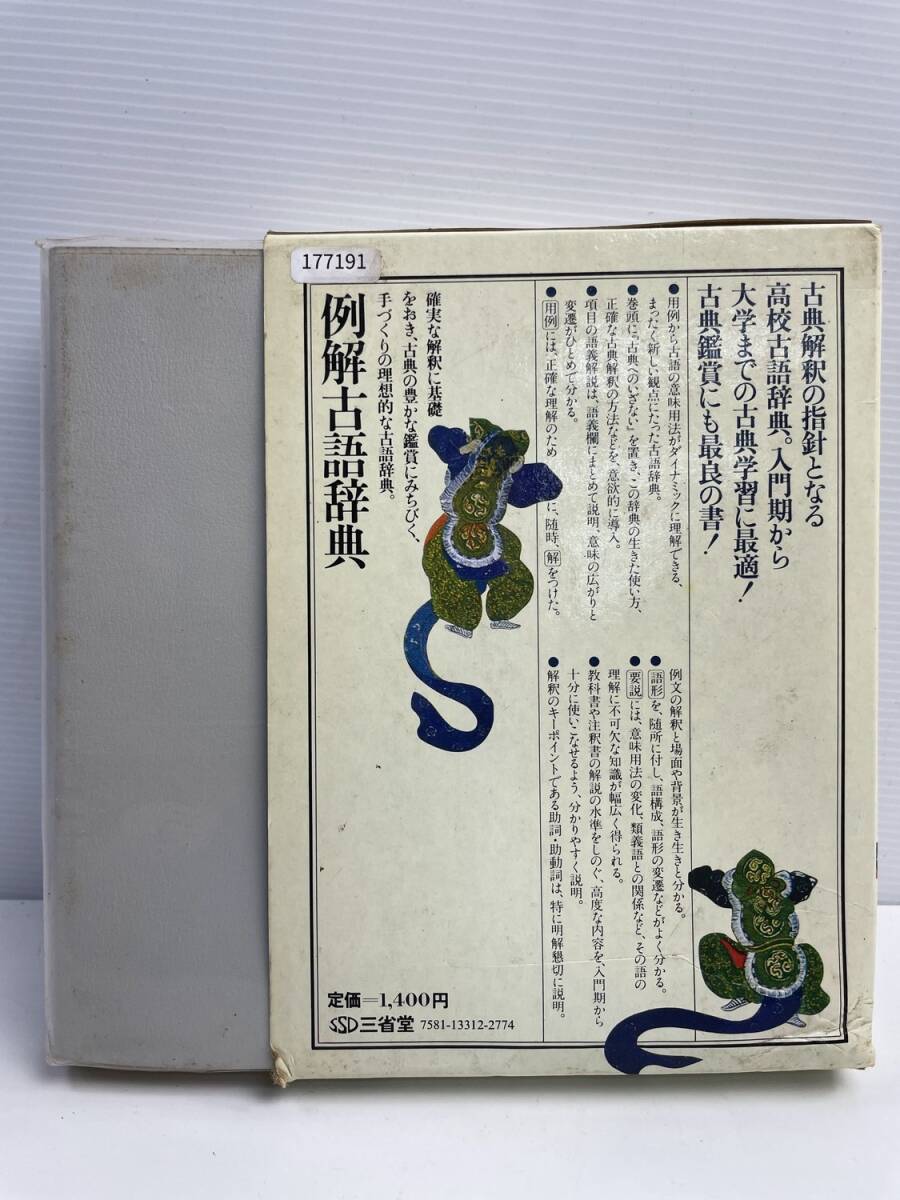 177191
古典解釈の指針となる
高校古語辞典。入門期から
大学までの古典学習に最適！
古典鑑賞にも最良の書！
●用例から古語の意味用法がダイナミックに理解できる、
まったく新しい観点にたった古語辞典。
●巻頭に『古典へのいざない』を置き、この辞典の生きた使い方、
正確な古典解釈の方法などを、意欲的に導入。
●項目の語義解説は、語義欄にまとめて説明、意味の広がりと
変遷がひとめで分かる。
●用例には、正確な理解のために、随時、解をつけた。
例文の解釈と場面や背景が生き生きと分かる。
●語形を、随所に付し、語構成、語形の変遷などがよく分かる。
●要説には、意味用法の変化、類義語との関係など、その語の
理解に不可欠な知識が幅広く得られる。
●教科書や注釈書の解説の水準をしのぐ、高度な内容を、入門期から
十分に使いこなせるよう、分かりやすく説明。
●解釈のキーポイントである助詞・助動詞は、特に明解懇切に説明。
確実な解釈に基礎
をおき、古典の豊かな鑑賞にみちびく、
手づくりの理想的な古語辞典。
例解古語辞典
定価＝1,400円
SSD三省堂 7581-13312-2774